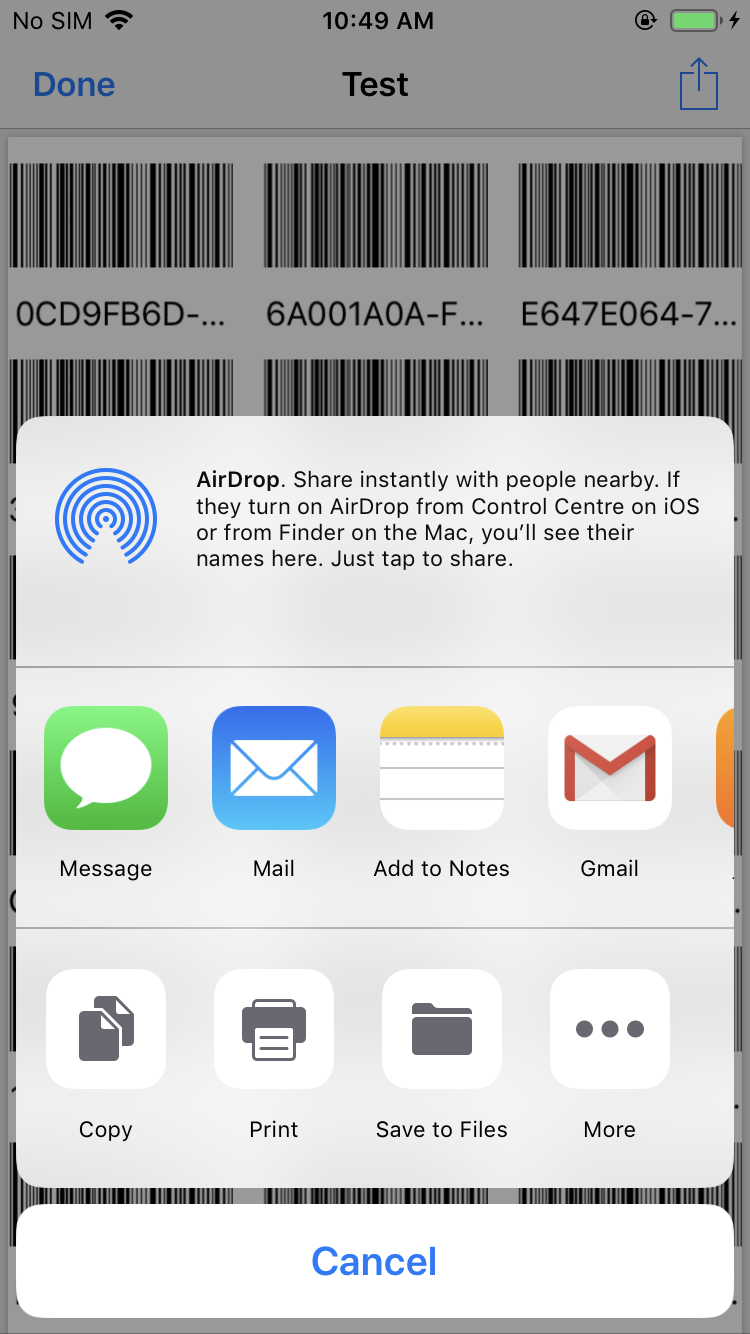 No SIM 10:49 AM
Done Test
0CD9FB6D-... 6A001A0A-F... E647E064-7...
AirDrop. Share instantly with people nearby. If
they turn on AirDrop from Control Centre on iOS
or from Finder on the Mac, you’ll see their
names here. Just tap to share.
Message Mail Add to Notes Gmail
Copy Print Save to Files More
Cancel